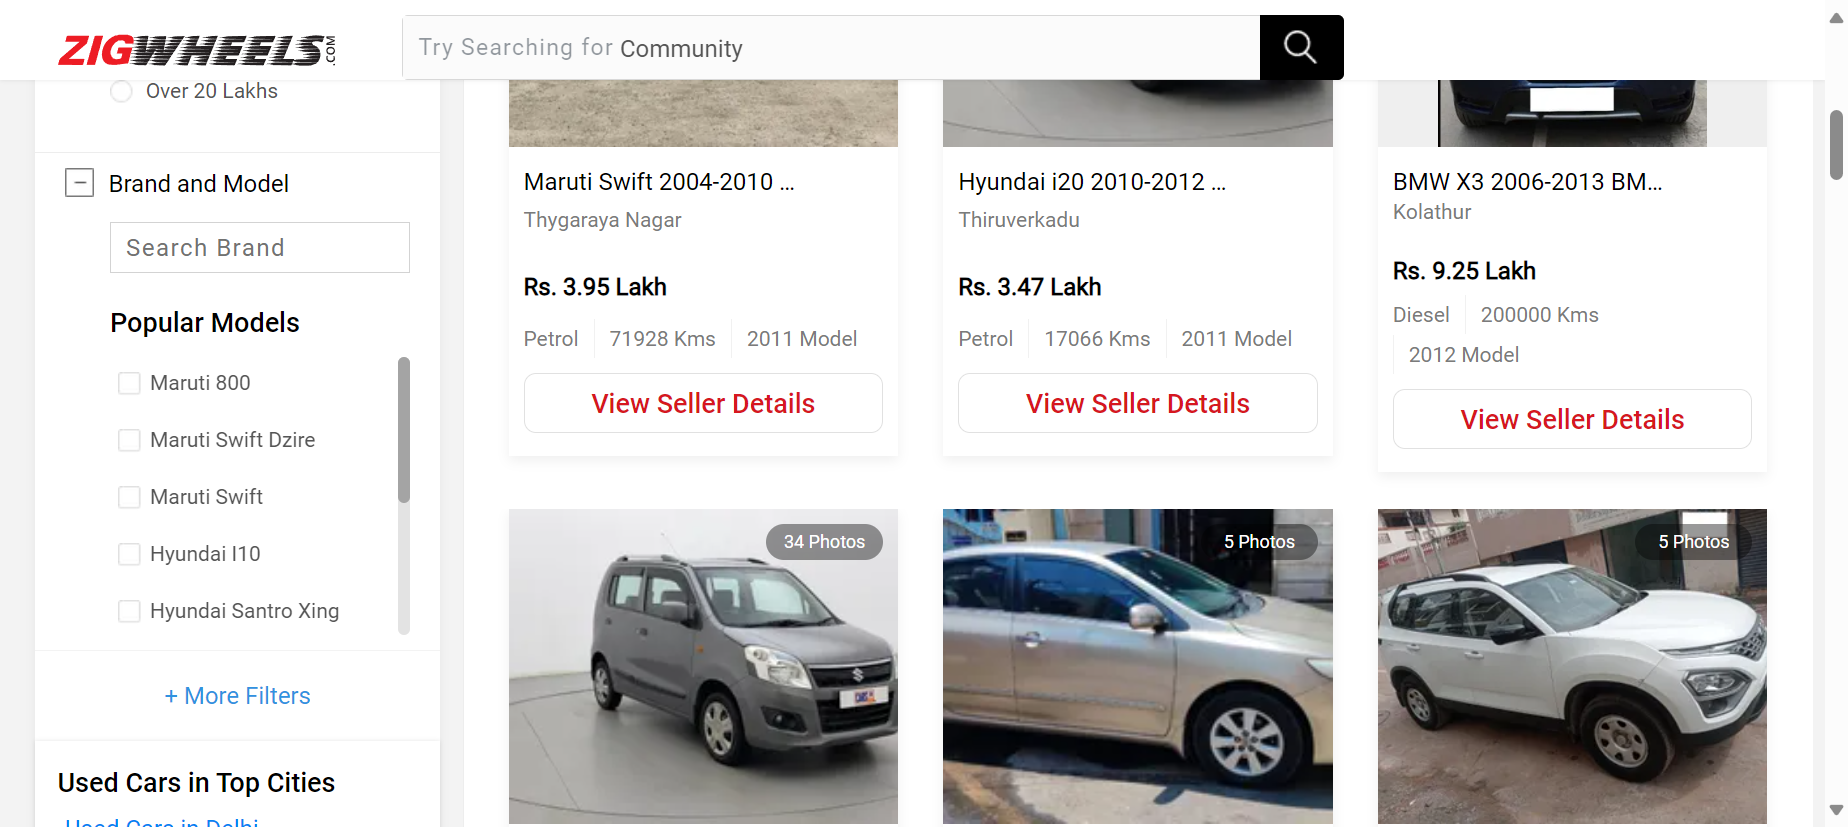 ZIGWHEELS.COM
Try Searching for Community
Over 20 Lakhs
Brand and Model
Search Brand
Popular Models
Maruti 800
Maruti Swift Dzire
Maruti Swift
Hyundai I10
Hyundai Santro Xing
+ More Filters
Used Cars in Top Cities
Used Cars in Delhi
Maruti Swift 2004-2010 ...
Thygaraya Nagar
Rs. 3.95 Lakh
Petrol 71928 Kms 2011 Model
View Seller Details
Hyundai i20 2010-2012 ...
Thiruverkadu
Rs. 3.47 Lakh
Petrol 17066 Kms 2011 Model
View Seller Details
BMW X3 2006-2013 BM...
Kolathur
Rs. 9.25 Lakh
Diesel 200000 Kms
2012 Model
View Seller Details
34 Photos
5 Photos
5 Photos